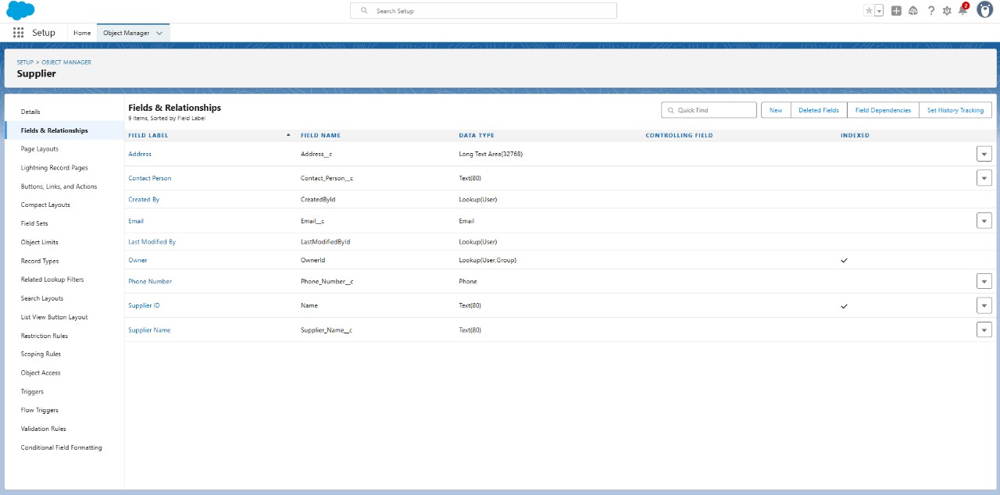 Search Setup
2
Setup
Home
Object Manager
SETUP > OBJECT MANAGER
Supplier
Details
Fields & Relationships
Page Layouts
Lightning Record Pages
Buttons, Links, and Actions
Compact Layouts
Field Sets
Object Limits
Record Types
Related Lookup Filters
Search Layouts
List View Button Layout
Restriction Rules
Scoping Rules
Object Access
Triggers
Flow Triggers
Validation Rules
Conditional Field Formatting
Fields & Relationships
9 Items, Sorted by Field Label
Quick Find
New
Deleted Fields
Field Dependencies
Set History Tracking
FIELD LABEL FIELD NAME DATA TYPE CONTROLLING FIELD INDEXED
Address Address__c Long Text Area(32768)
Contact Person Contact_Person__c Text(80)
Created By CreatedById Lookup(User)
Email Email__c Email
Last Modified By LastModifiedById Lookup(User)
Owner OwnerId Lookup(User,Group)
Phone Number Phone_Number__c Phone
Supplier ID Name Text(80)
Supplier Name Supplier_Name__c Text(80)